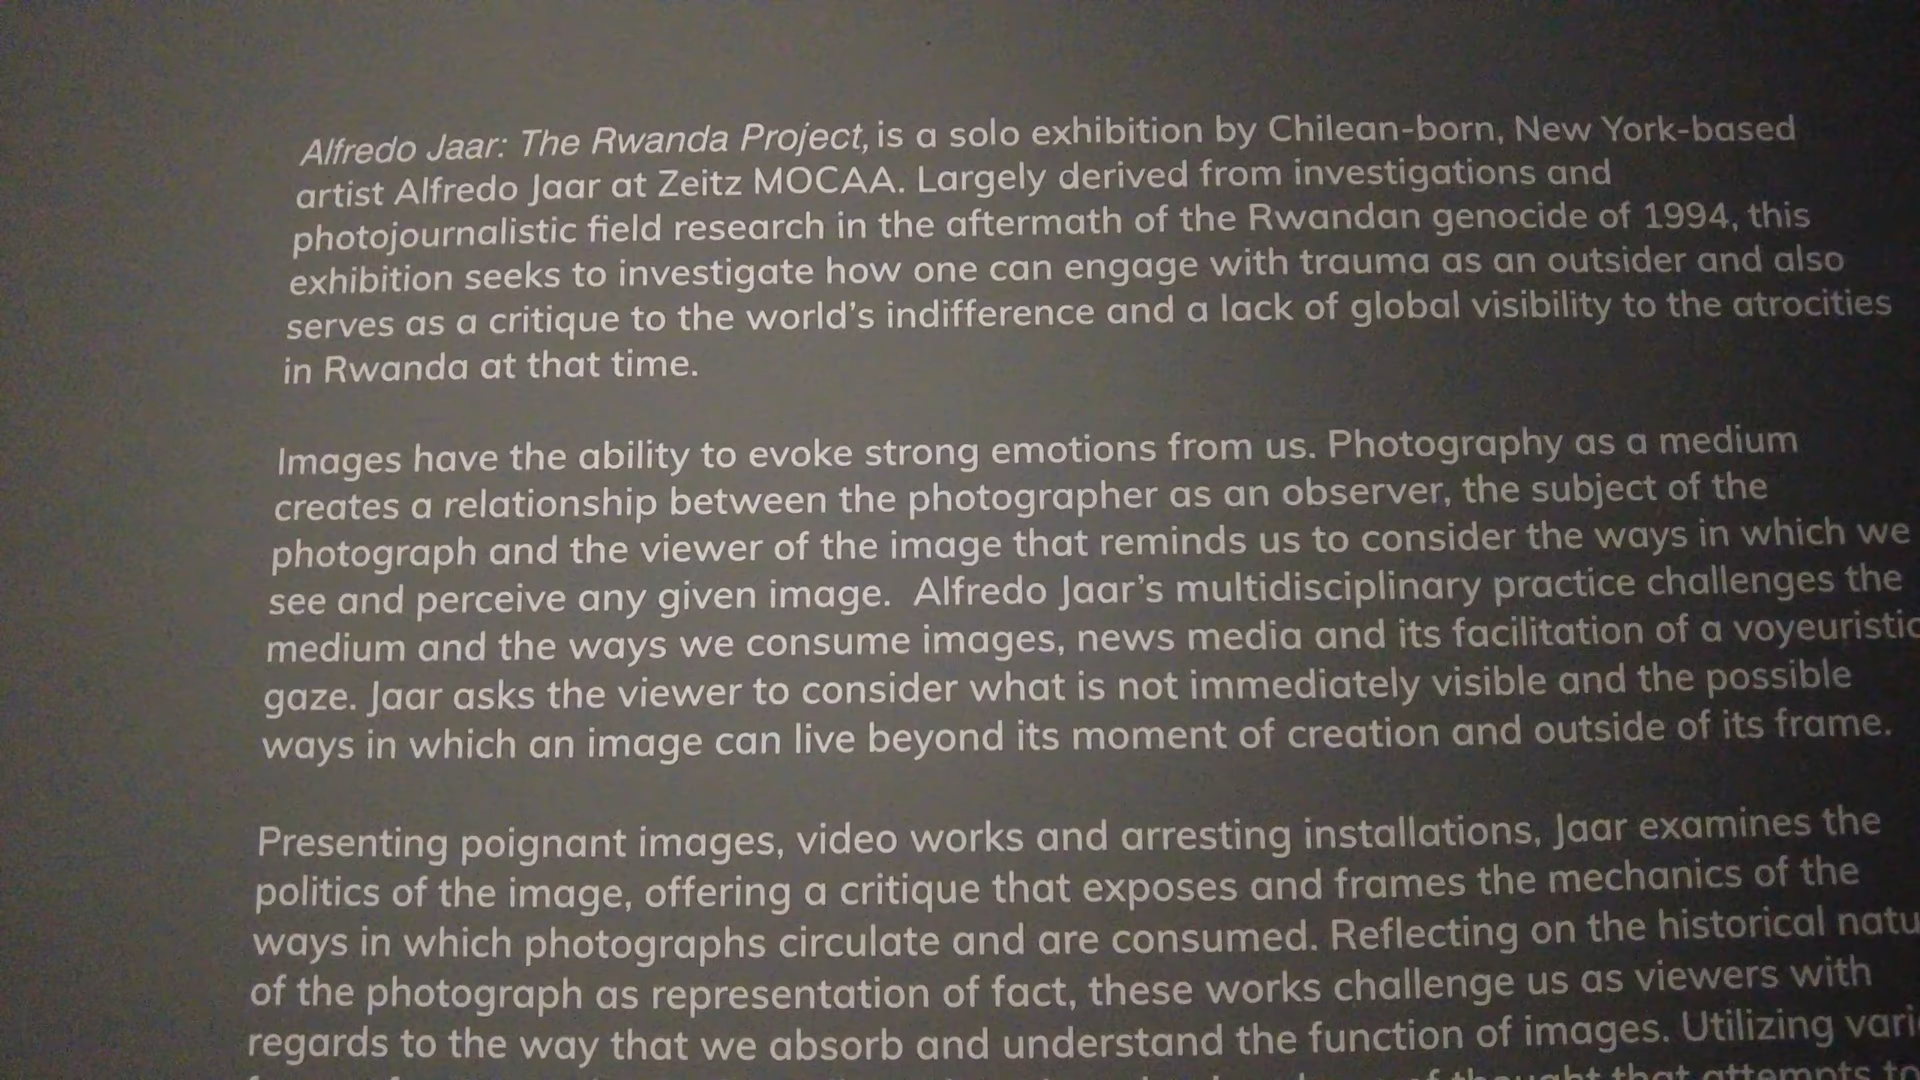 Alfredo Jaar: The Rwanda Project, is a solo exhibition by Chilean-born, New York-based
artist Alfredo Jaar at Zeitz MOCAA. Largely derived from investigations and
photojournalistic field research in the aftermath of the Rwandan genocide of 1994, this
exhibition seeks to investigate how one can engage with trauma as an outsider and also
serves as a critique to the world’s indifference and a lack of global visibility to the atrocities
in Rwanda at that time.
Images have the ability to evoke strong emotions from us. Photography as a medium
creates a relationship between the photographer as an observer, the subject of the
photograph and the viewer of the image that reminds us to consider the ways in which we
see and perceive any given image. Alfredo Jaar’s multidisciplinary practice challenges the
medium and the ways we consume images, news media and its facilitation of a voyeuristic
gaze. Jaar asks the viewer to consider what is not immediately visible and the possible
ways in which an image can live beyond its moment of creation and outside of its frame.
Presenting poignant images, video works and arresting installations, Jaar examines the
politics of the image, offering a critique that exposes and frames the mechanics of the
ways in which photographs circulate and are consumed. Reflecting on the historical natu
of the photograph as representation of fact, these works challenge us as viewers with
regards to the way that we absorb and understand the function of images. Utilizing vari
of thought that attempts to